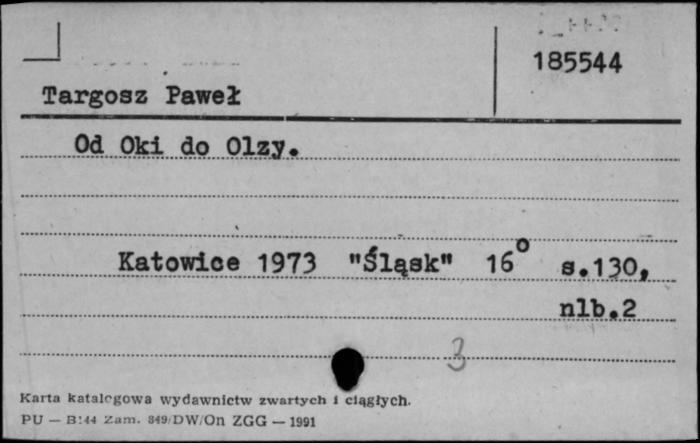 185544
Targosz Paweł
Od Oki do Olzy.
Katowice 1973 "Śląsk" 16° s.130,
nlb.2
3
Karta katalogowa wydawnictw zwartych i ciągłych.
PU — B:44 Zam. 849/DW/On ZGG — 1991